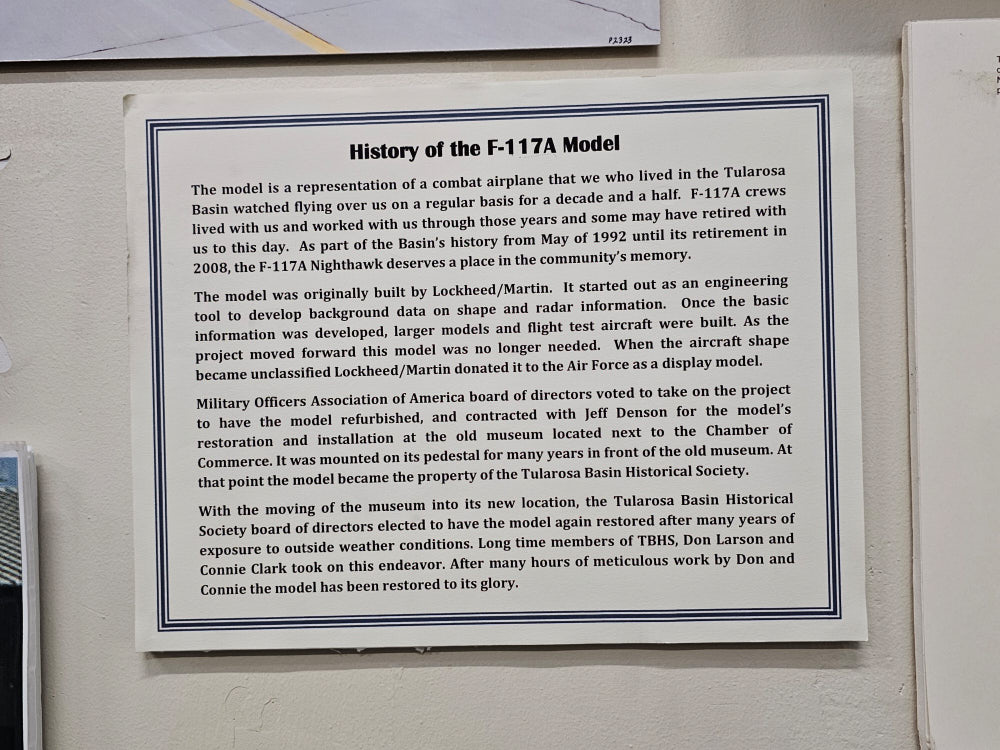 P2323
History of the F-117A Model
The model is a representation of a combat airplane that we who lived in the Tularosa
Basin watched flying over us on a regular basis for a decade and a half. F-117A crews
lived with us and worked with us through those years and some may have retired with
us to this day. As part of the Basin's history from May of 1992 until its retirement in
2008, the F-117A Nighthawk deserves a place in the community's memory.
The model was originally built by Lockheed/Martin. It started out as an engineering
tool to develop background data on shape and radar information. Once the basic
information was developed, larger models and flight test aircraft were built. As the
project moved forward this model was no longer needed. When the aircraft shape
became unclassified Lockheed/Martin donated it to the Air Force as a display model.
Military Officers Association of America board of directors voted to take on the project
to have the model refurbished, and contracted with Jeff Denson for the model's
restoration and installation at the old museum located next to the Chamber of
Commerce. It was mounted on its pedestal for many years in front of the old museum. At
that point the model became the property of the Tularosa Basin Historical Society.
With the moving of the museum into its new location, the Tularosa Basin Historical
Society board of directors elected to have the model again restored after many years of
exposure to outside weather conditions. Long time members of TBHS, Don Larson and
Connie Clark took on this endeavor. After many hours of meticulous work by Don and
Connie the model has been restored to its glory.